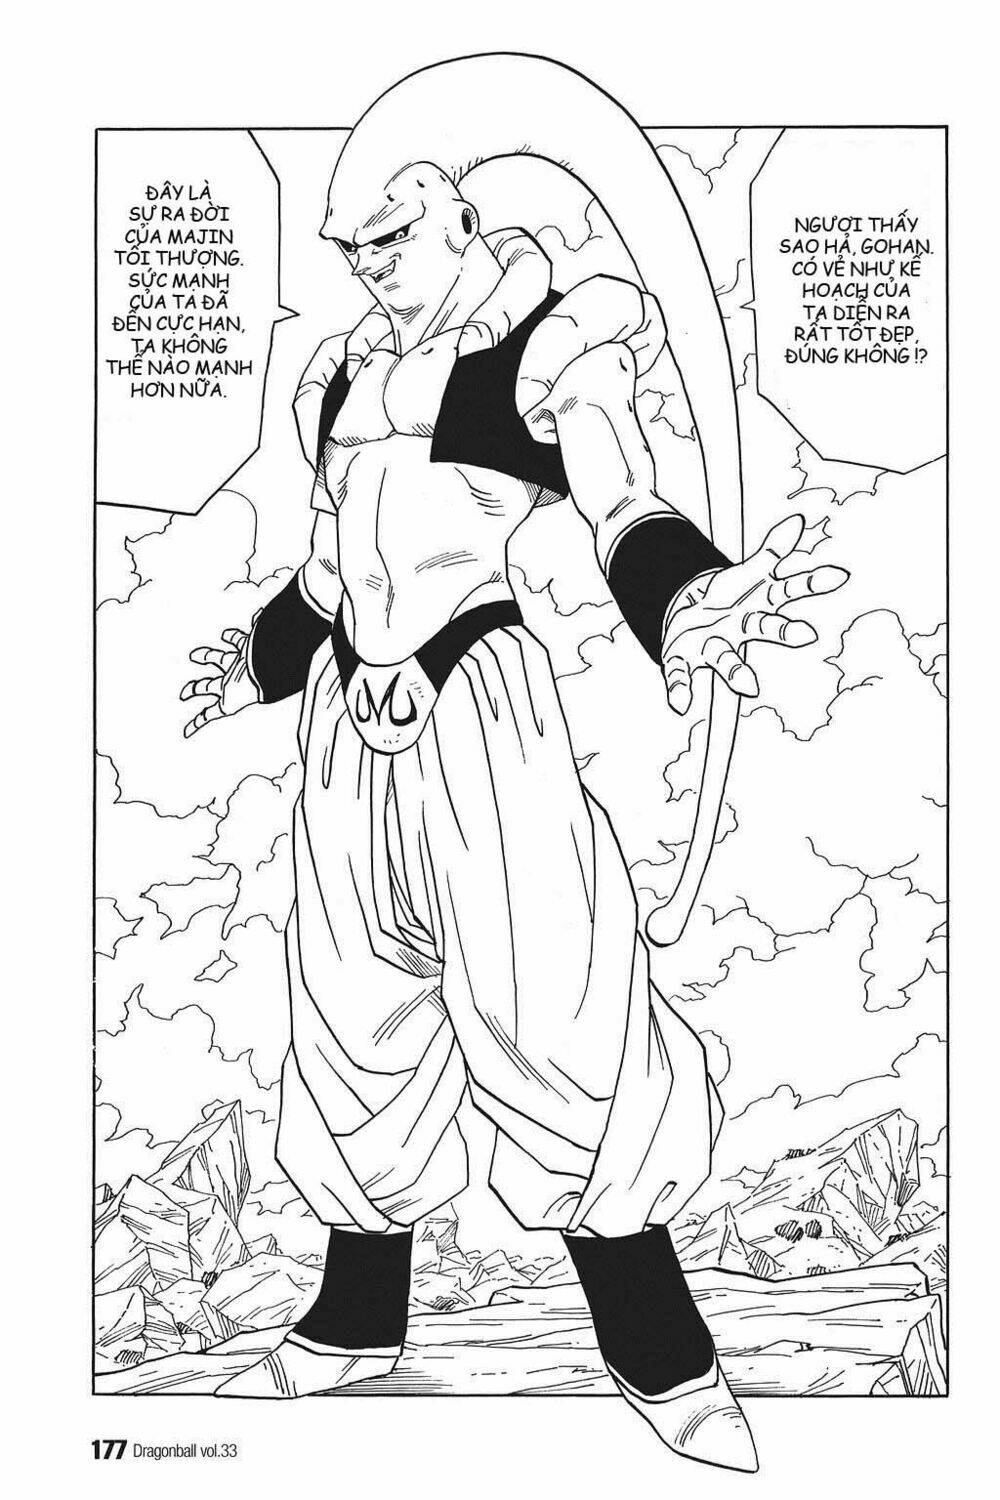 NGƯƠI THẤY
SAO HẢ, GOHAN.
CÓ VẺ NHƯ KẾ
HOẠCH CỦA
TA DIỄN RA
RẤT TỐT ĐẸP,
ĐÚNG KHÔNG !?
ĐÂY LÀ
SỰ RA ĐỜI
CỦA MAJIN
TỐI THƯỢNG.
SỨC MẠNH
CỦA TA ĐÃ
ĐẾN CỰC HẠN,
TA KHÔNG
THỂ NÀO MẠNH
HƠN NỮA.
177 Dragonball vol.33